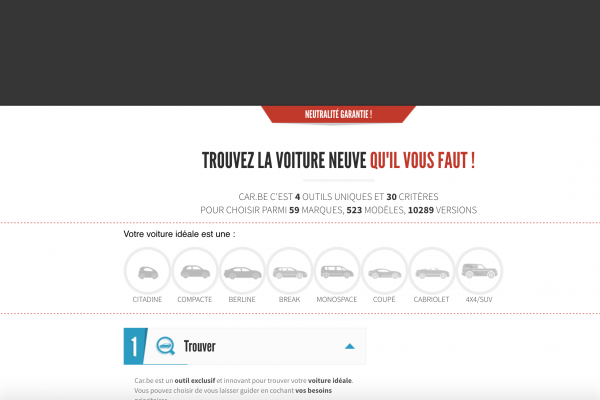 NEUTRALITÉ GARANTIE !
TROUVEZ LA VOITURE NEUVE QU'IL VOUS FAUT !
CAR.BE C'EST 4 OUTILS UNIQUES ET 30 CRITÈRES
POUR CHOISIR PARMI 59 MARQUES, 523 MODÈLES, 10289 VERSIONS
Votre voiture idéale est une :
CITADINE COMPACTE BERLINE BREAK MONOSPACE COUPÉ CABRIOLET 4X4/SUV
1 Trouver
Car.be est un outil exclusif et innovant pour trouver votre voiture idéale.
Vous pouvez choisir de vous laisser guider en cochant vos besoins